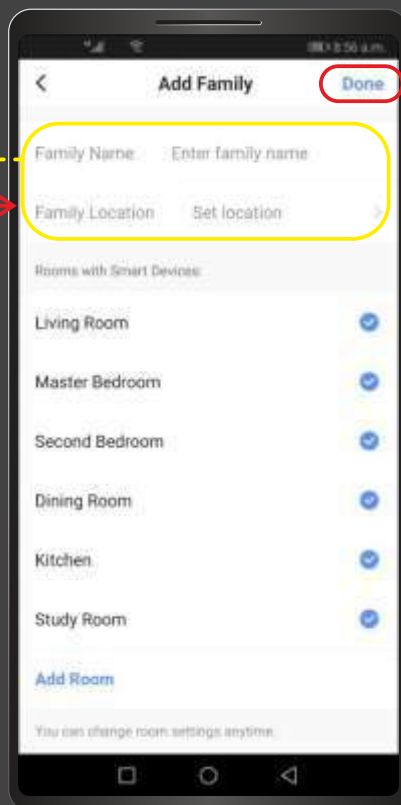 8:56 a.m.
Add Family
Done
Family Name Enter family name
Family Location Set location
Rooms with Smart Devices:
Living Room
Master Bedroom
Second Bedroom
Dining Room
Kitchen
Study Room
Add Room
You can change room settings anytime.